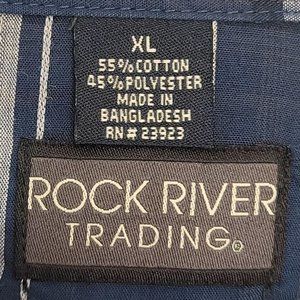 XL
55% COTTON
45% POLYESTER
MADE IN
BANGLADESH
RN# 23923
ROCK RIVER
TRADING®